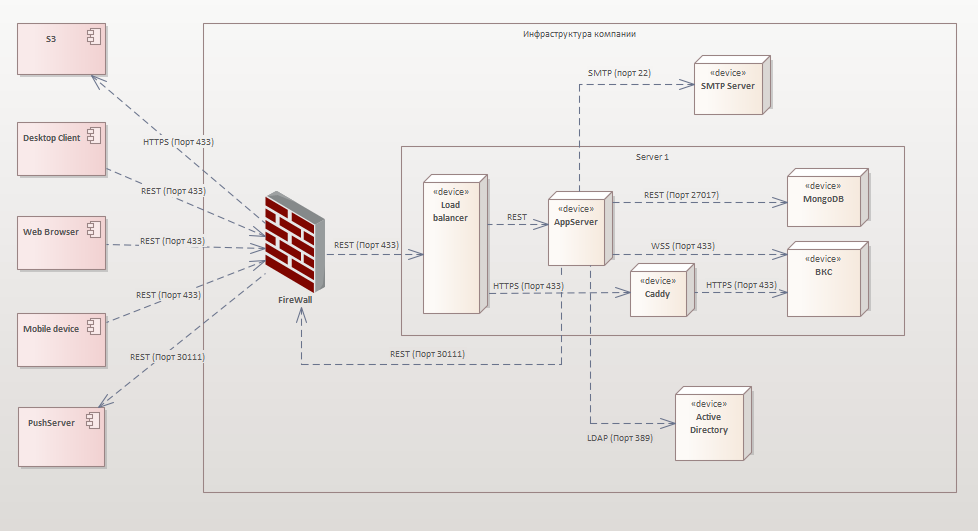 S3
Инфраструктура компании
SMTP (порт 22)
«device»
SMTP Server
Desktop Client
HTTPS (Порт 433)
Server 1
REST (Порт 433)
«device»
Load
balancer
«device»
AppServer
REST (Порт 27017)
«device»
MongoDB
Web Browser
REST (Порт 433)
REST (Порт 433)
REST
WSS (Порт 433)
«device»
ВКС
HTTPS (Порт 433)
«device»
Caddy
HTTPS (Порт 433)
REST (Порт 433)
FireWall
Mobile device
REST (Порт 30111)
REST (Порт 30111)
PushServer
«device»
Active
Directory
LDAP (Порт 389)